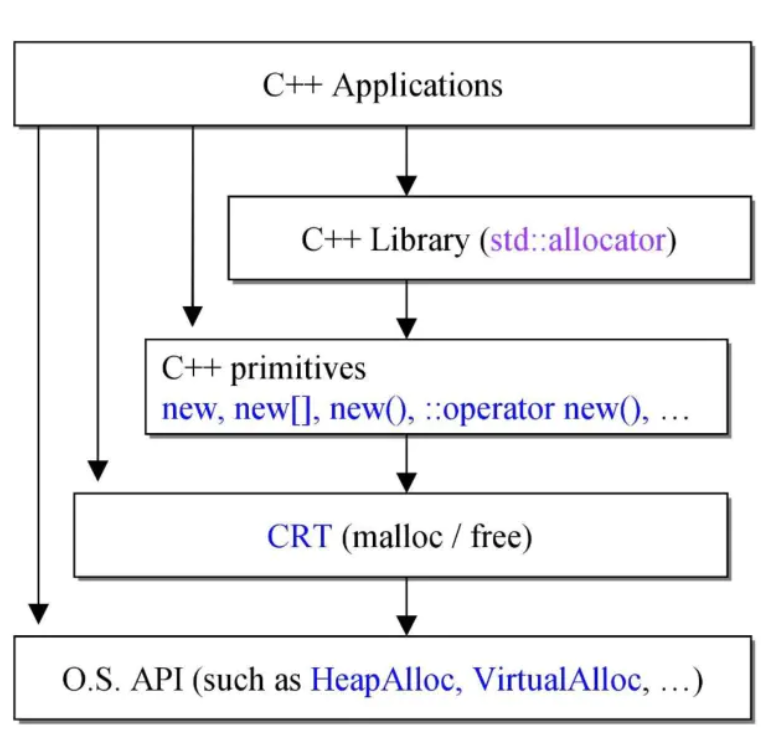 C++ Applications
C++ Library (std::allocator)
C++ primitives
new, new[], new(), ::operator new(), …
CRT (malloc / free)
O.S. API (such as HeapAlloc, VirtualAlloc, …)